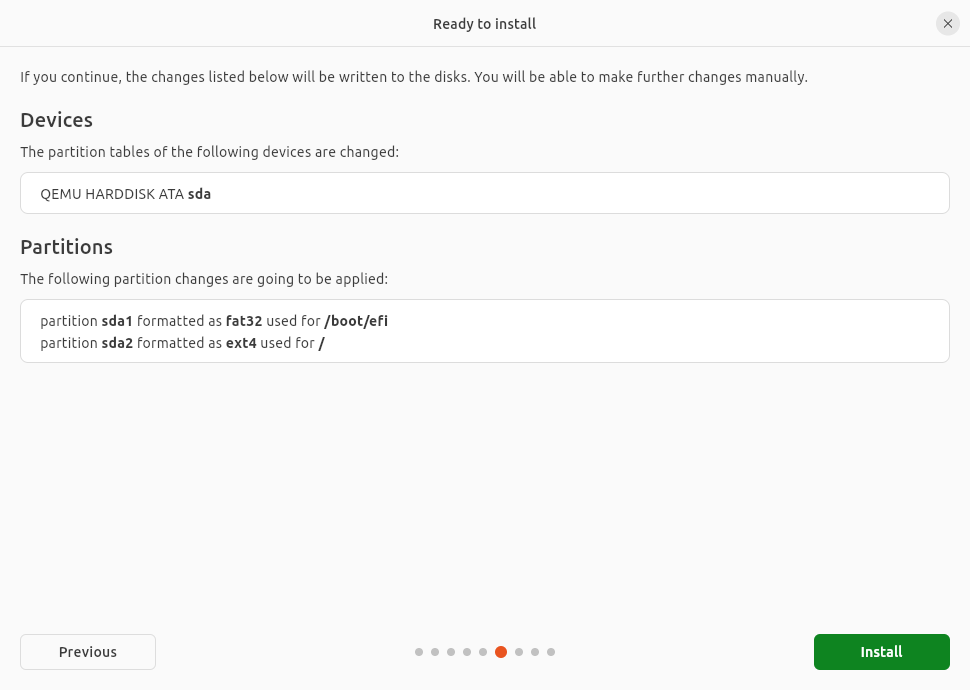 Ready to install
If you continue, the changes listed below will be written to the disks. You will be able to make further changes manually.
Devices
The partition tables of the following devices are changed:
QEMU HARDDISK ATA sda
Partitions
The following partition changes are going to be applied:
partition sda1 formatted as fat32 used for /boot/efi
partition sda2 formatted as ext4 used for /
Previous
Install